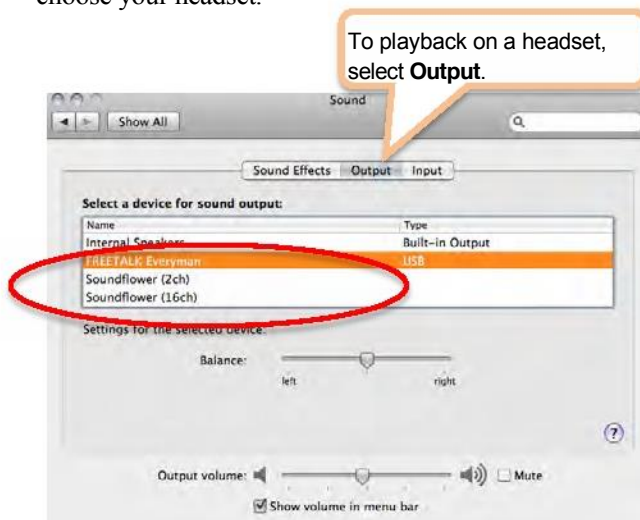 choose your headset.
To playback on a headset,
select Output.
Sound
Show All
Sound Effects Output Input
Select a device for sound output:
Name Type
Internal Speakers Built-in Output
FREETALK Everyman USB
Soundflower (2ch)
Soundflower (16ch)
Settings for the selected device:
Balance:
left right
?
Output volume: Mute
Show volume in menu bar